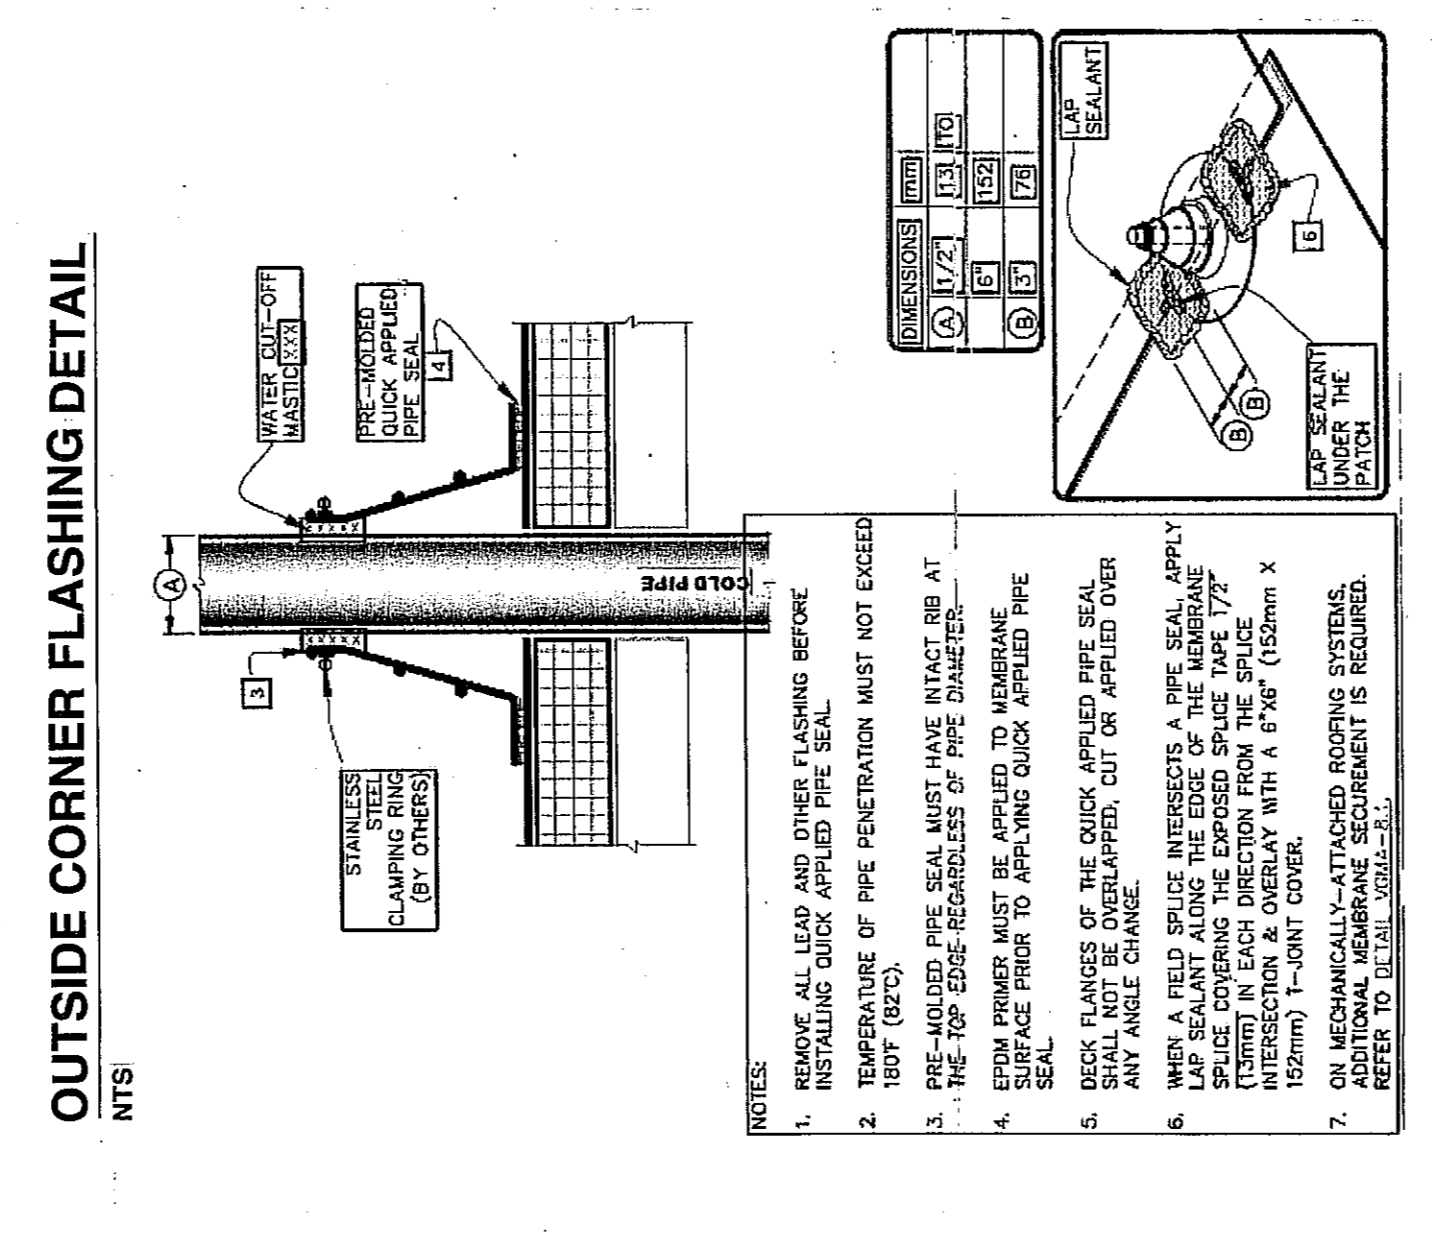 OUTSIDE CORNER FLASHING DETAIL
NTS
A
WATER CUT-OFF
MASTIC XXX
PRE-MOLDED
QUICK APPLIED
PIPE SEAL
4
3
STAINLESS
STEEL
CLAMPING RING
(BY OTHERS)
COLD PIPE
NOTES:
1. REMOVE ALL LEAD AND OTHER FLASHING BEFORE
INSTALLING QUICK APPLIED PIPE SEAL.
2. TEMPERATURE OF PIPE PENETRATION MUST NOT EXCEED
180°F (82°C).
3. PRE-MOLDED PIPE SEAL MUST HAVE INTACT RIB AT
THE TOP EDGE REGARDLESS OF PIPE DIAMETER.
4. EPDM PRIMER MUST BE APPLIED TO MEMBRANE
SURFACE PRIOR TO APPLYING QUICK APPLIED PIPE
SEAL.
5. DECK FLANGES OF THE QUICK APPLIED PIPE SEAL
SHALL NOT BE OVERLAPPED, CUT OR APPLIED OVER
ANY ANGLE CHANGE.
6. WHEN A FIELD SPLICE INTERSECTS A PIPE SEAL, APPLY
LAP SEALANT ALONG THE EDGE OF THE MEMBRANE
SPLICE COVERING THE EXPOSED SPLICE TAPE 1/2"
(13mm) IN EACH DIRECTION FROM THE SPLICE
INTERSECTION & OVERLAY WITH A 6"X6" (152mm X
152mm) T-JOINT COVER.
7. ON MECHANICALLY-ATTACHED ROOFING SYSTEMS,
ADDITIONAL MEMBRANE SECUREMENT IS REQUIRED.
REFER TO DETAIL VGMA-8.1.
DIMENSIONS mm
A 1/2" 13 TO
6" 152
B 3" 76
LAP
SEALANT
6
B
B
LAP SEALANT
UNDER THE
PATCH